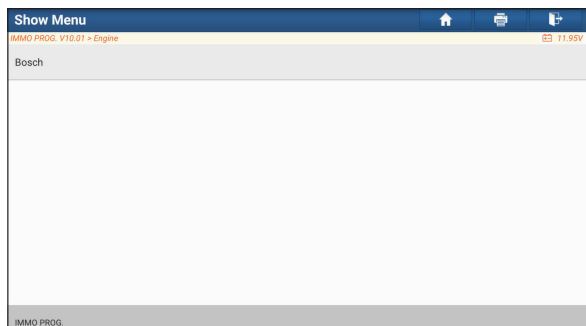 Show Menu
IMMO PROG. V10.01 > Engine
11.95V
Bosch
IMMO PROG.